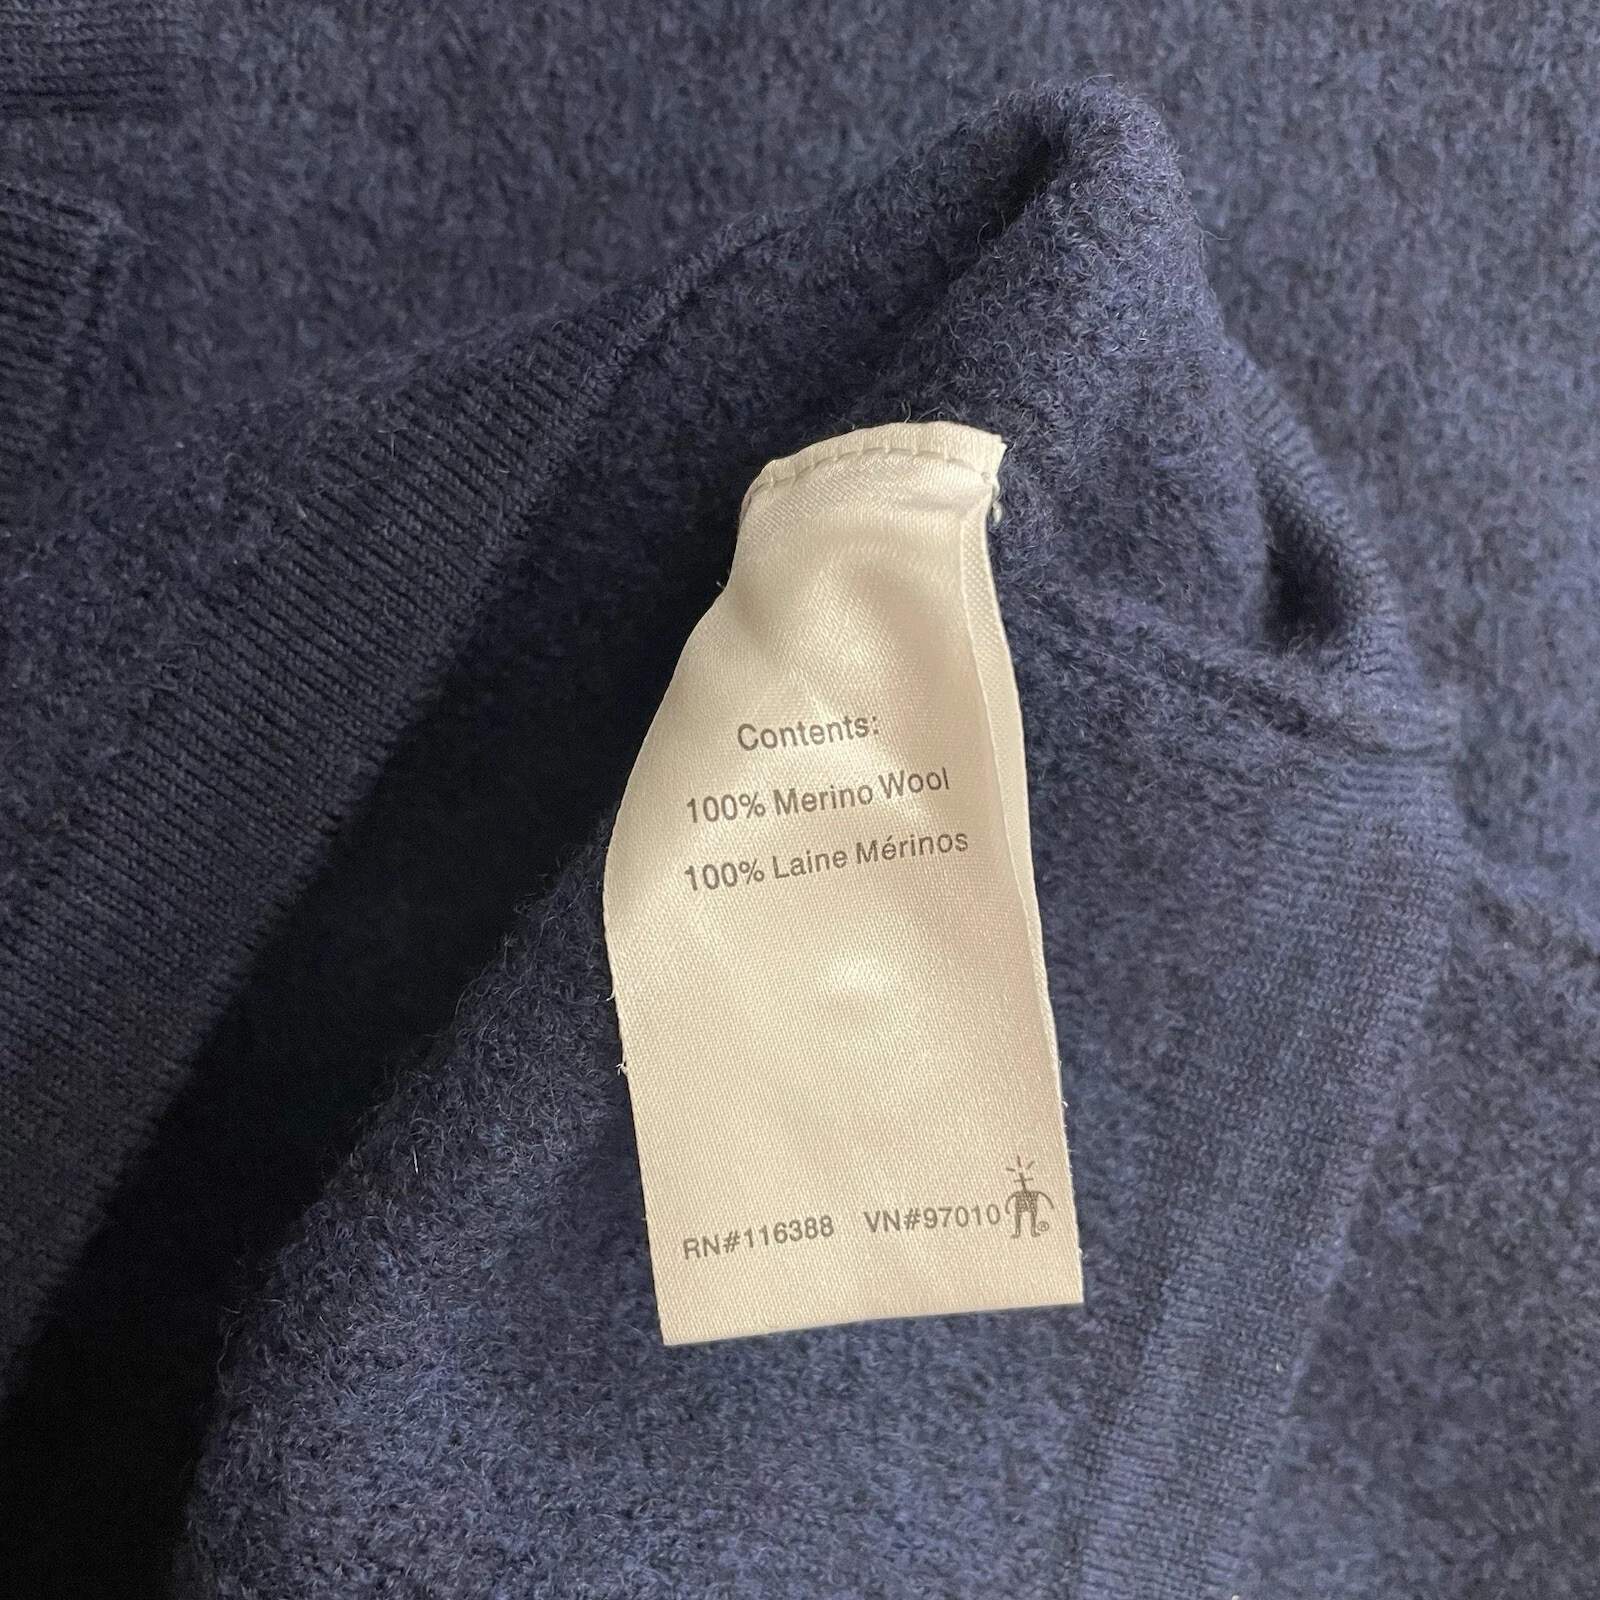 Contents:
100% Merino Wool
100% Laine Mérinos
RN#116388 VN#97010